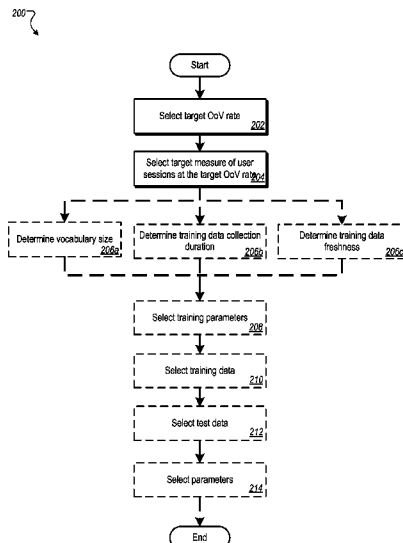 200
Start
Select target OoV rate
202
Select target measure of user
sessions at the target OoV rate
204
Determine vocabulary size
206a
Determine training data collection
duration
206b
Determine training data
freshness
206c
Select training parameters
208
Select training data
210
Select test data
212
Select parameters
214
End